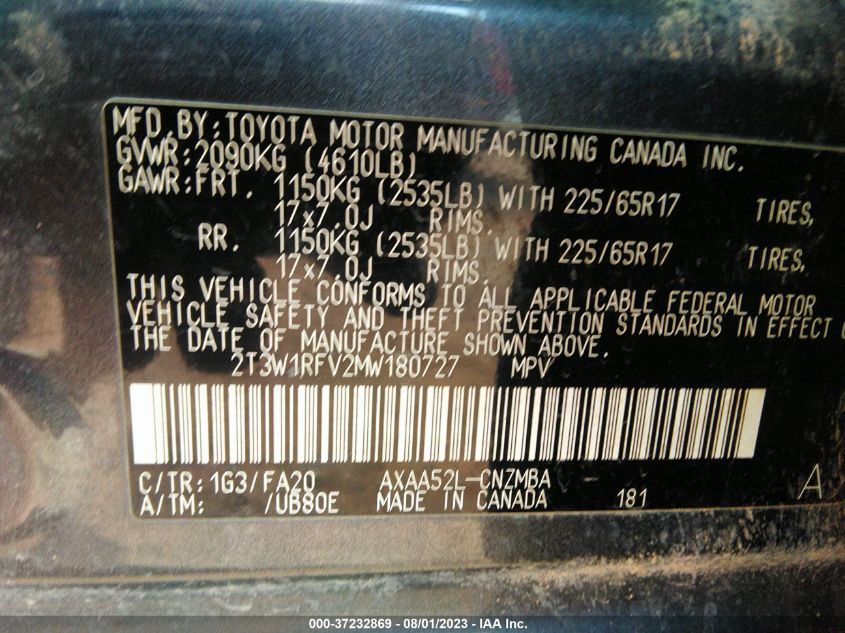 MFD.BY:TOYOTA MOTOR MANUFACTURING CANADA INC.
GVWR:2090KG (4610LB)
GAWR:FRT. 1150KG (2535LB) WITH 225/65R17 TIRES,
17x7.0J RIMS.
RR. 1150KG (2535LB) WITH 225/65R17 TIRES,
17x7.0J RIMS.
THIS VEHICLE CONFORMS TO ALL APPLICABLE FEDERAL MOTOR
VEHICLE SAFETY AND THEFT PREVENTION STANDARDS IN EFFECT
THE DATE OF MANUFACTURE SHOWN ABOVE.
2T3W1RFV2MW180727 MPV
C/TR:1G3/FA20 AXAA52L-CNZMBA A
A/TM: /UB80E MADE IN CANADA 181
000-37232869 - 08/01/2023 - IAA Inc.